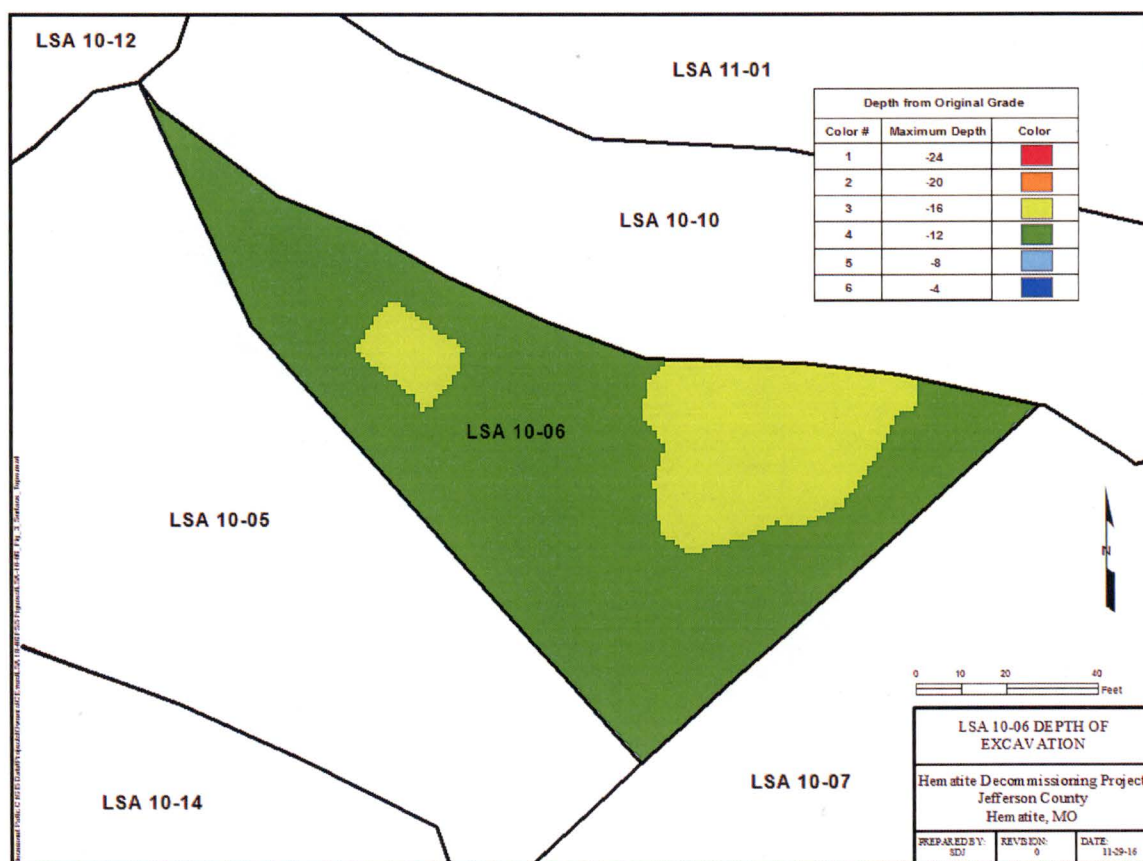 LSA 10-12
LSA 11-01
Depth from Original Grade
Color # Maximum Depth Color
1 -24
2 -20
3 -16
4 -12
5 -8
6 -4
LSA 10-10
LSA 10-06
LSA 10-05
N
0 10 20 40
Feet
LSA 10-06 DEPTH OF
EXCAVATION
LSA 10-07
LSA 10-14
Hematite Decommissioning Project
Jefferson County
Hematite, MO
PREPARED BY: REVISION: DATE:
SDJ 0 11-29-16